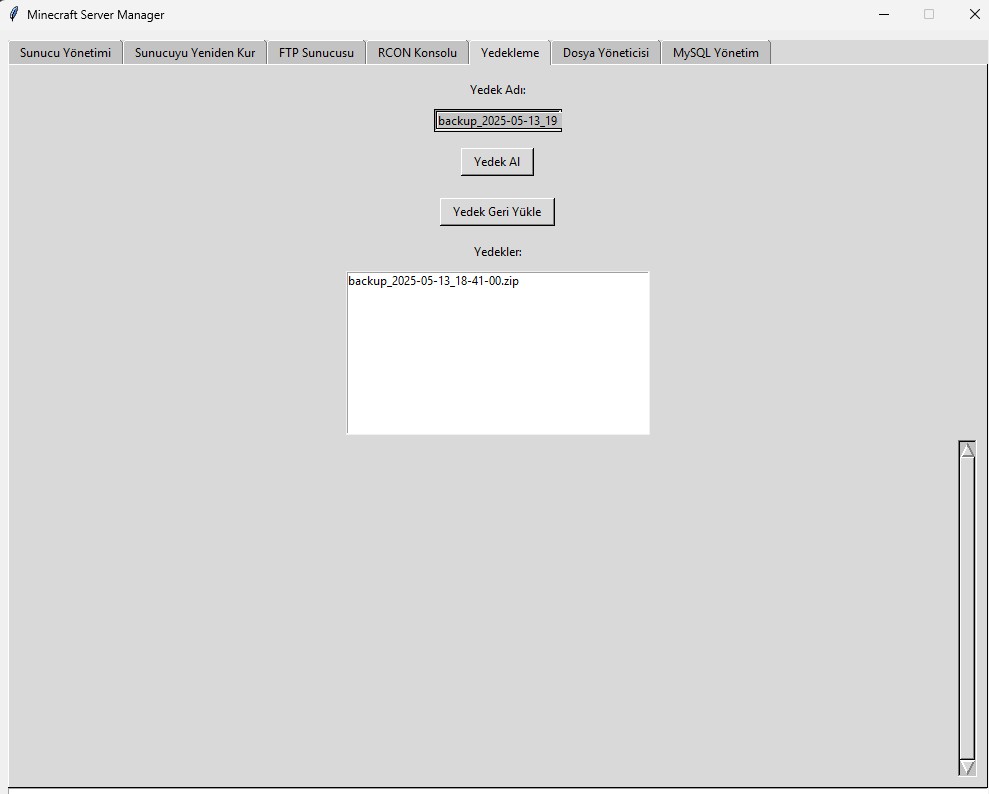 Minecraft Server Manager
Sunucu Yönetimi Sunucuyu Yeniden Kur FTP Sunucusu RCON Konsolu Yedekleme Dosya Yöneticisi MySQL Yönetim
Yedek Adı:
backup_2025-05-13_19
Yedek Al
Yedek Geri Yükle
Yedekler:
backup_2025-05-13_18-41-00.zip